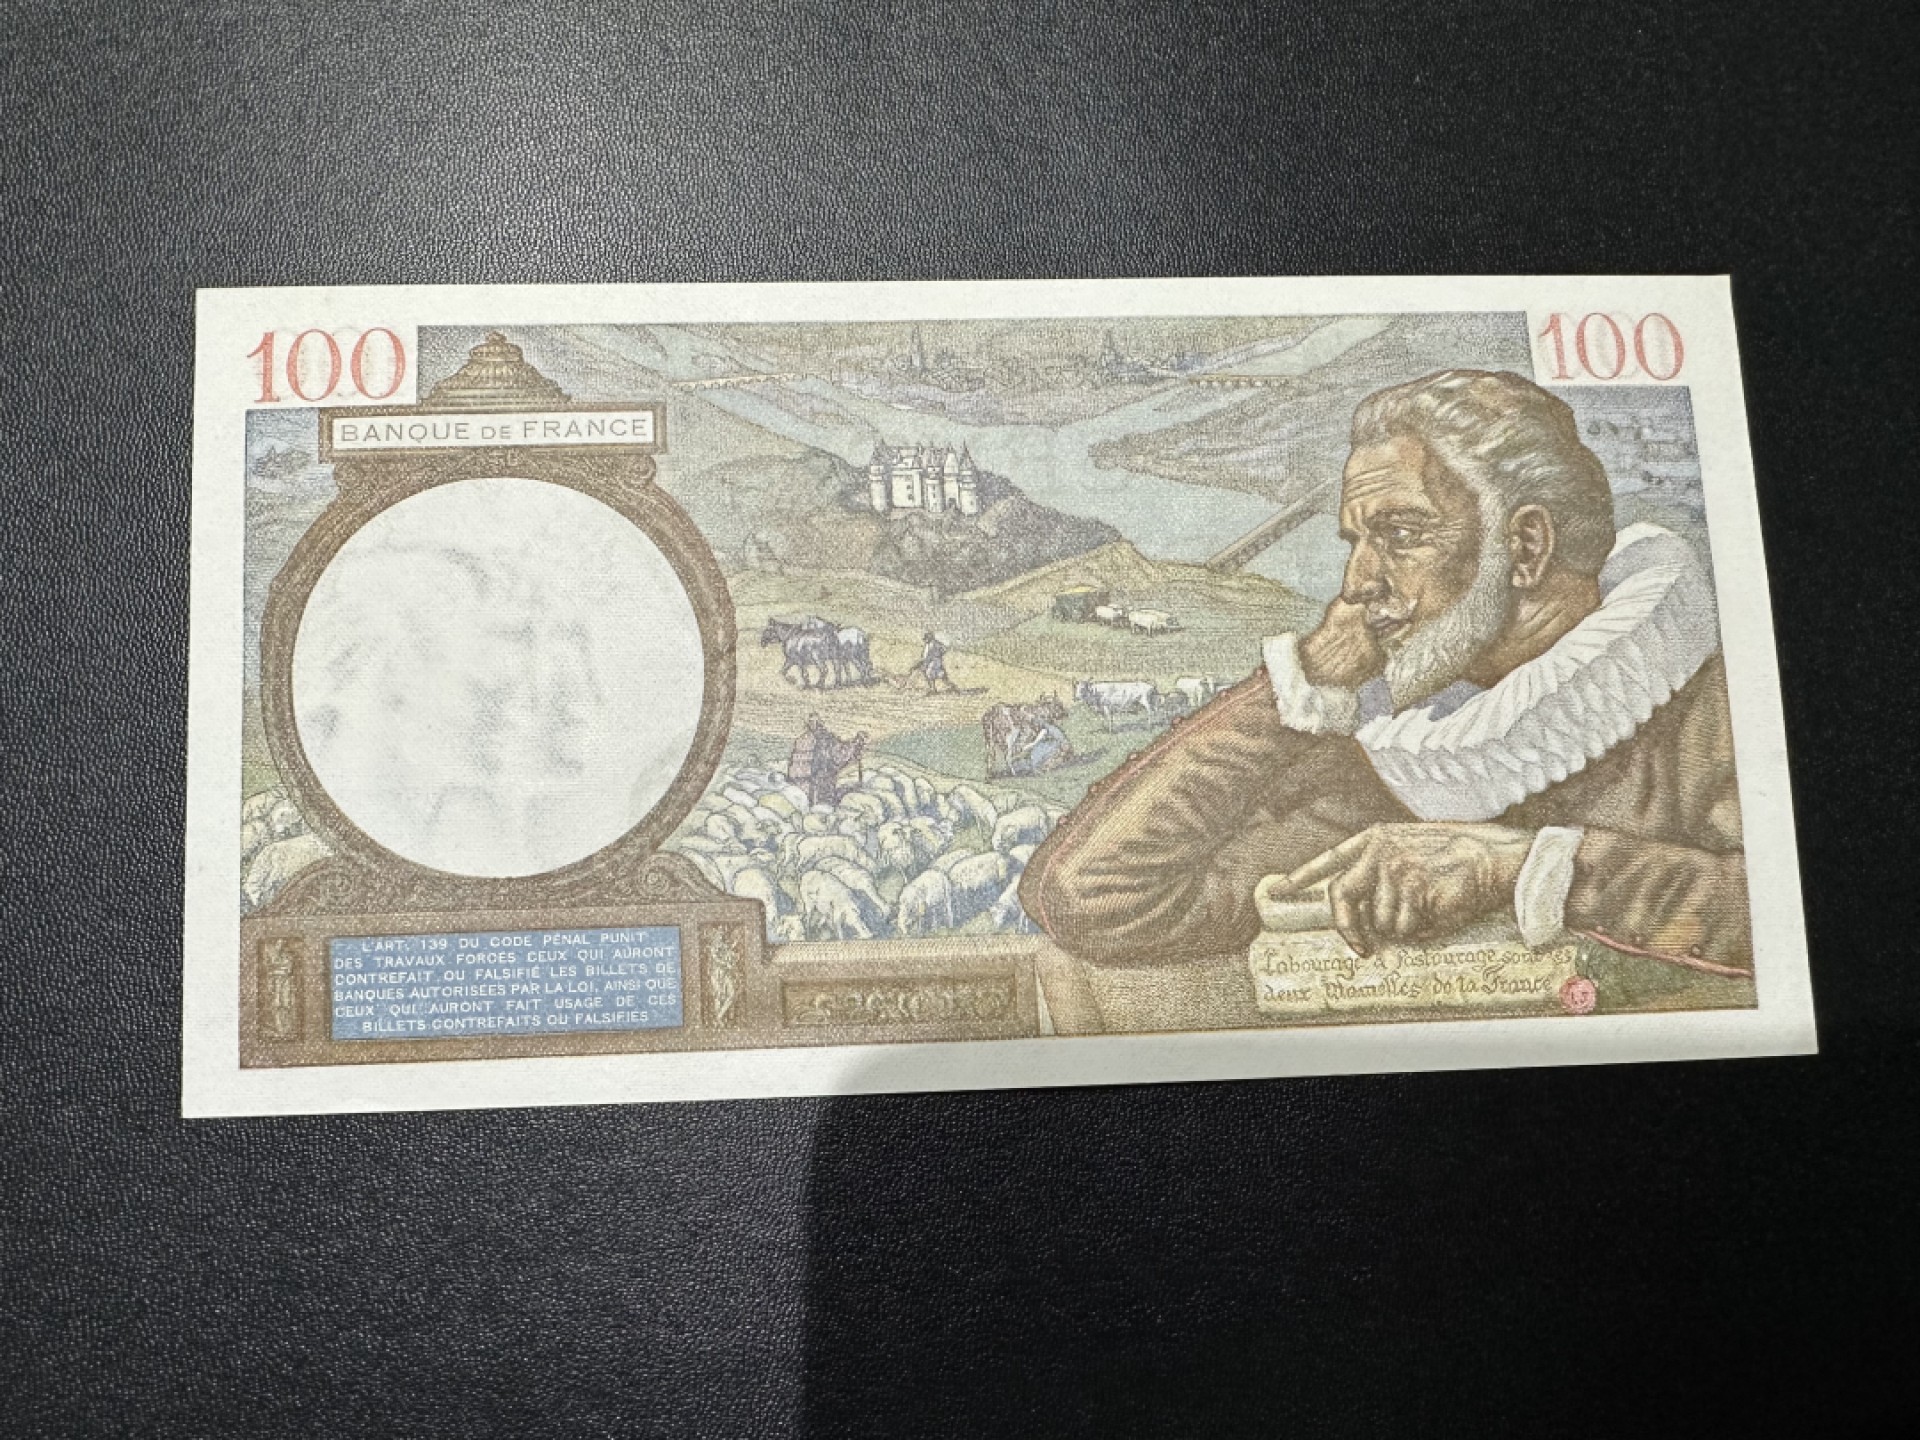 100
100
BANQUE DE FRANCE
L'ART. 139 DU CODE PÉNAL PUNIT
DES TRAVAUX FORCÉS CEUX QUI AURONT
CONTREFAIT OU FALSIFIÉ LES BILLETS DE
BANQUES AUTORISÉES PAR LA LOI, AINSI QUE
CEUX QUI AURONT FAIT USAGE DE CES
BILLETS CONTREFAITS OU FALSIFIÉS
Labourage & Pastourage sont les
deux Mamelles de la France